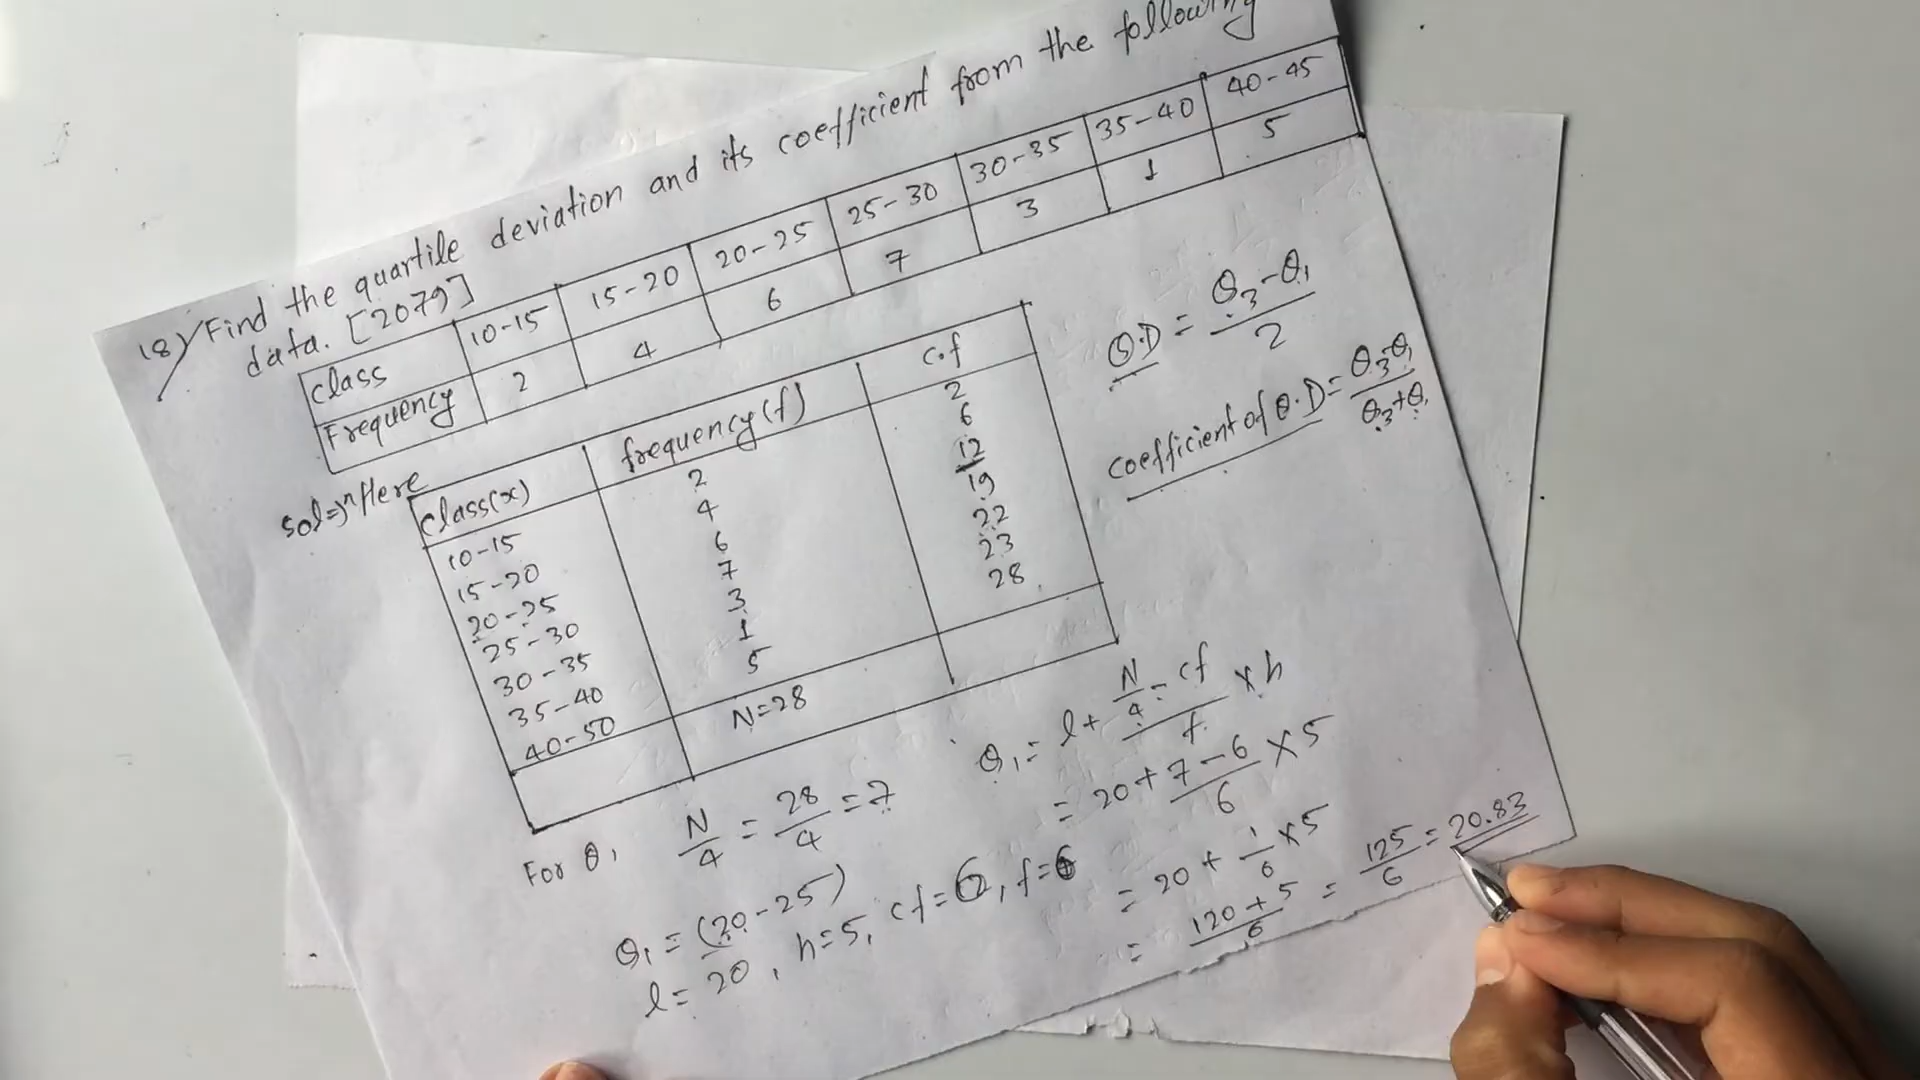 18) Find the quartile deviation and its coefficient from the following
data. [2079]
class 10-15 15-20 20-25 25-30 30-35 35-40 40-45
Frequency 2 4 6 7 3 1 5
Q.D = Q3-Q1/2
coefficient of Q.D = Q3-Q1/Q3+Q1
Sol=>n Here
class(x) frequency(f) c.f
10-15 2 2
15-20 4 6
20-25 6 12
25-30 7 19
30-35 3 22
35-40 1 23
40-50 5 28
N=28
For Q1 N/4 = 28/4 = 7
Q1 = (20-25)
l = 20, h=5, cf=6, f=6
Q1 = l + N/4 - cf/f × h
= 20 + 7-6/6 × 5
= 20 + 1/6 × 5
= 120+5/6 = 125/6 = 20.83